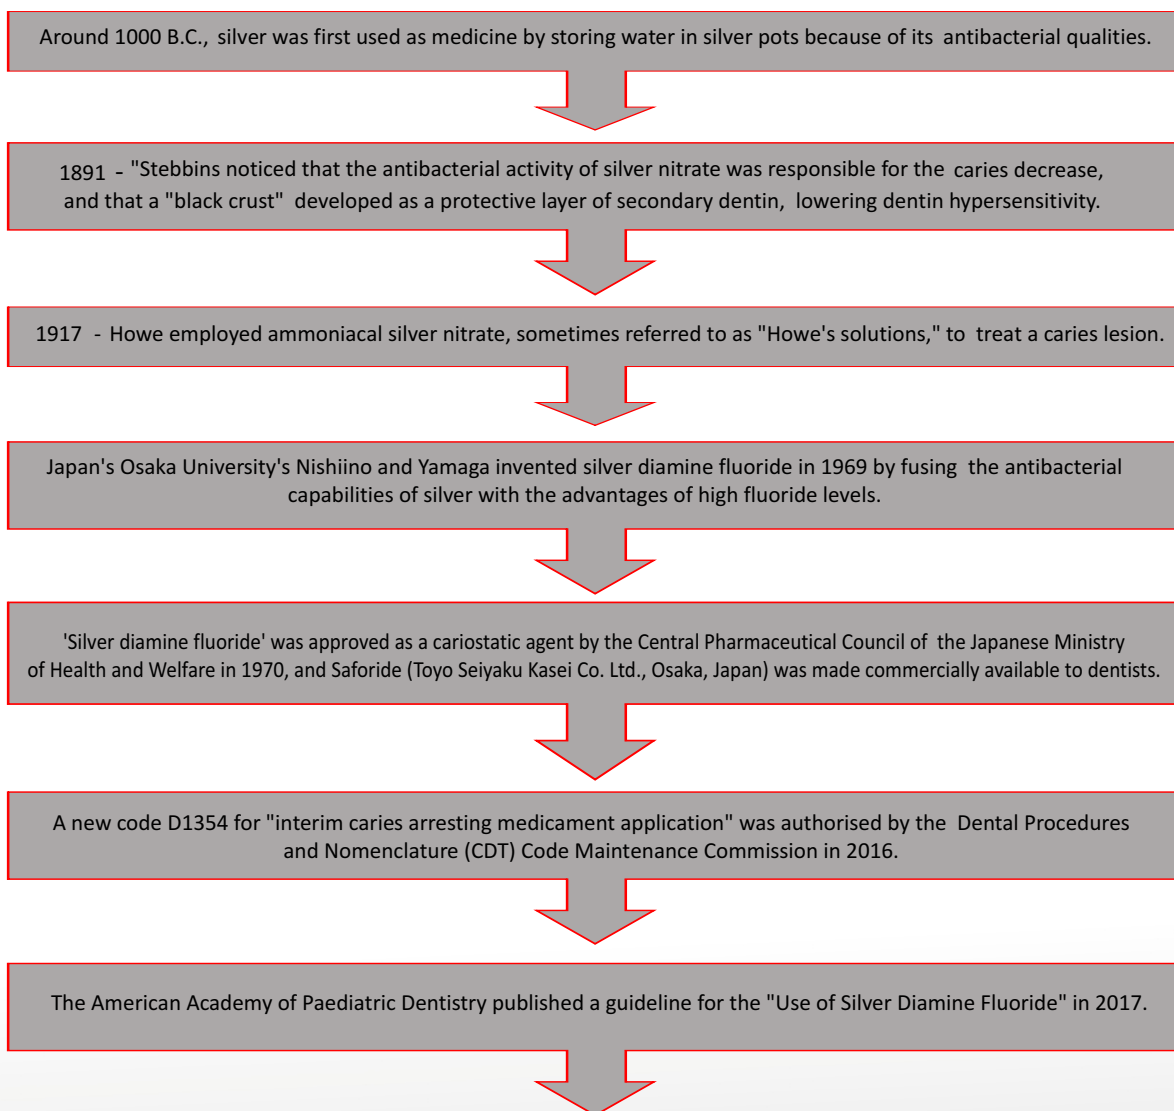 Around 1000 B.C., silver was first used as medicine by storing water in silver pots because of its antibacterial qualities.
1891 - "Stebbins noticed that the antibacterial activity of silver nitrate was responsible for the caries decrease,
and that a "black crust" developed as a protective layer of secondary dentin, lowering dentin hypersensitivity.
1917 - Howe employed ammoniacal silver nitrate, sometimes referred to as "Howe's solutions," to treat a caries lesion.
Japan's Osaka University's Nishiino and Yamaga invented silver diamine fluoride in 1969 by fusing the antibacterial
capabilities of silver with the advantages of high fluoride levels.
'Silver diamine fluoride' was approved as a cariostatic agent by the Central Pharmaceutical Council of the Japanese Ministry
of Health and Welfare in 1970, and Saforide (Toyo Seiyaku Kasei Co. Ltd., Osaka, Japan) was made commercially available to dentists.
A new code D1354 for "interim caries arresting medicament application" was authorised by the Dental Procedures
and Nomenclature (CDT) Code Maintenance Commission in 2016.
The American Academy of Paediatric Dentistry published a guideline for the "Use of Silver Diamine Fluoride" in 2017.